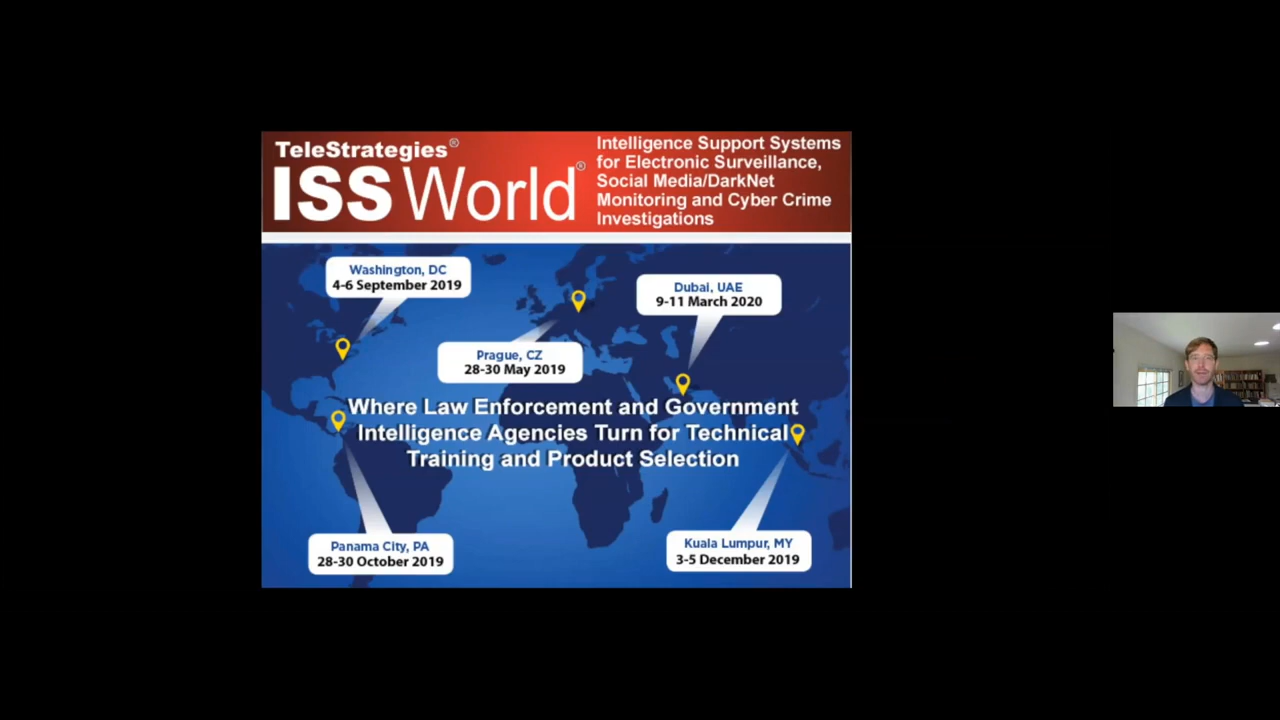 TeleStrategies®
ISS World®
Intelligence Support Systems
for Electronic Surveillance,
Social Media/DarkNet
Monitoring and Cyber Crime
Investigations
Washington, DC
4-6 September 2019
Dubai, UAE
9-11 March 2020
Prague, CZ
28-30 May 2019
Where Law Enforcement and Government
Intelligence Agencies Turn for Technical
Training and Product Selection
Panama City, PA
28-30 October 2019
Kuala Lumpur, MY
3-5 December 2019